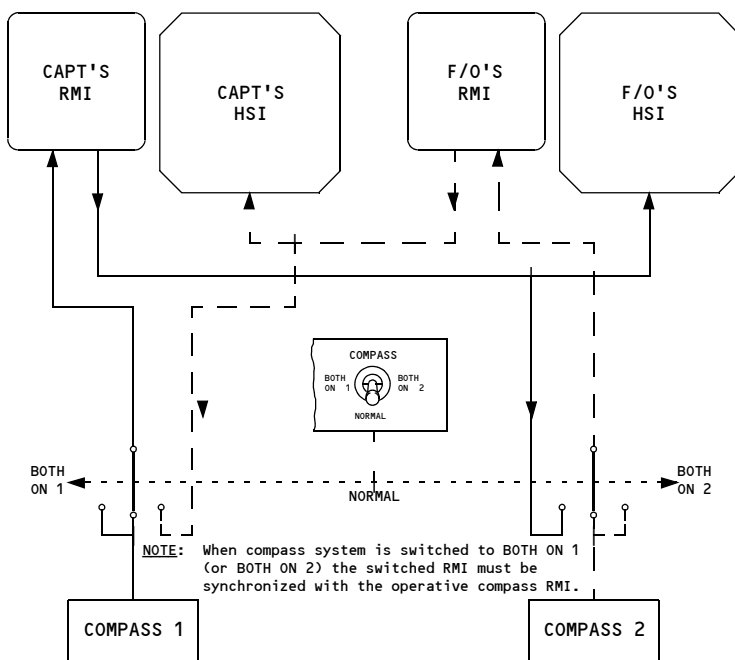 CAPT'S
RMI
CAPT'S
HSI
F/O'S
RMI
F/O'S
HSI
COMPASS
BOTH
ON 1
BOTH
ON 2
NORMAL
BOTH
ON 1
NORMAL
BOTH
ON 2
NOTE: When compass system is switched to BOTH ON 1
(or BOTH ON 2) the switched RMI must be
synchronized with the operative compass RMI.
COMPASS 1
COMPASS 2